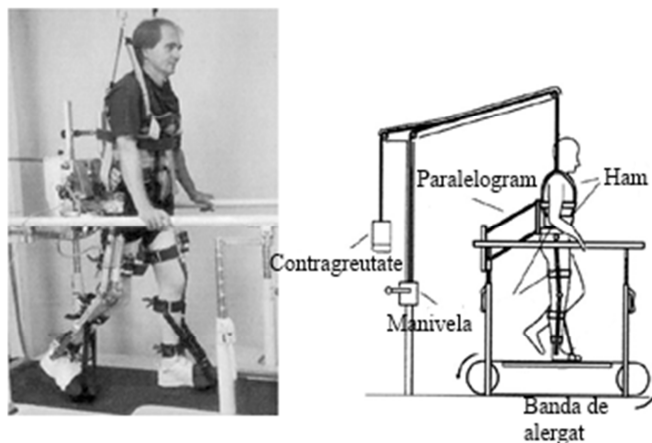 Paralelogram
Ham
Contragreutate
Manivela
Banda de
alergat